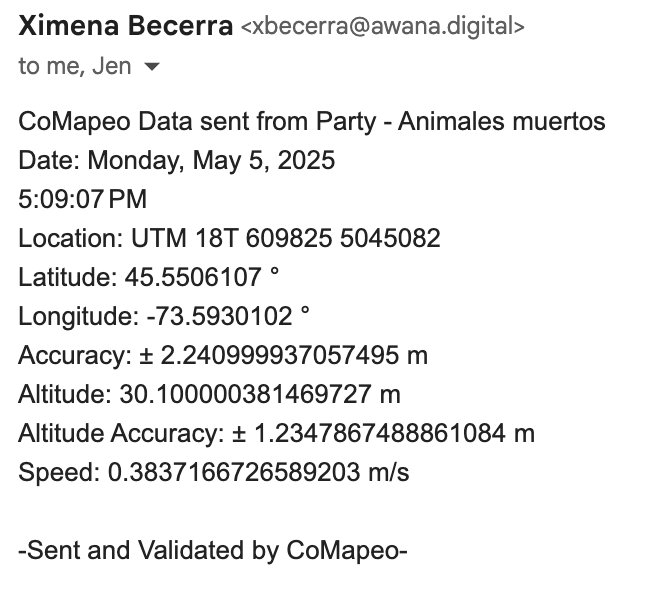 Ximena Becerra <xbecerra@awana.digital>
to me, Jen
CoMapeo Data sent from Party - Animales muertos
Date: Monday, May 5, 2025
5:09:07 PM
Location: UTM 18T 609825 5045082
Latitude: 45.5506107 °
Longitude: -73.5930102 °
Accuracy: ± 2.240999937057495 m
Altitude: 30.100000381469727 m
Altitude Accuracy: ± 1.2347867488861084 m
Speed: 0.3837166726589203 m/s
-Sent and Validated by CoMapeo-